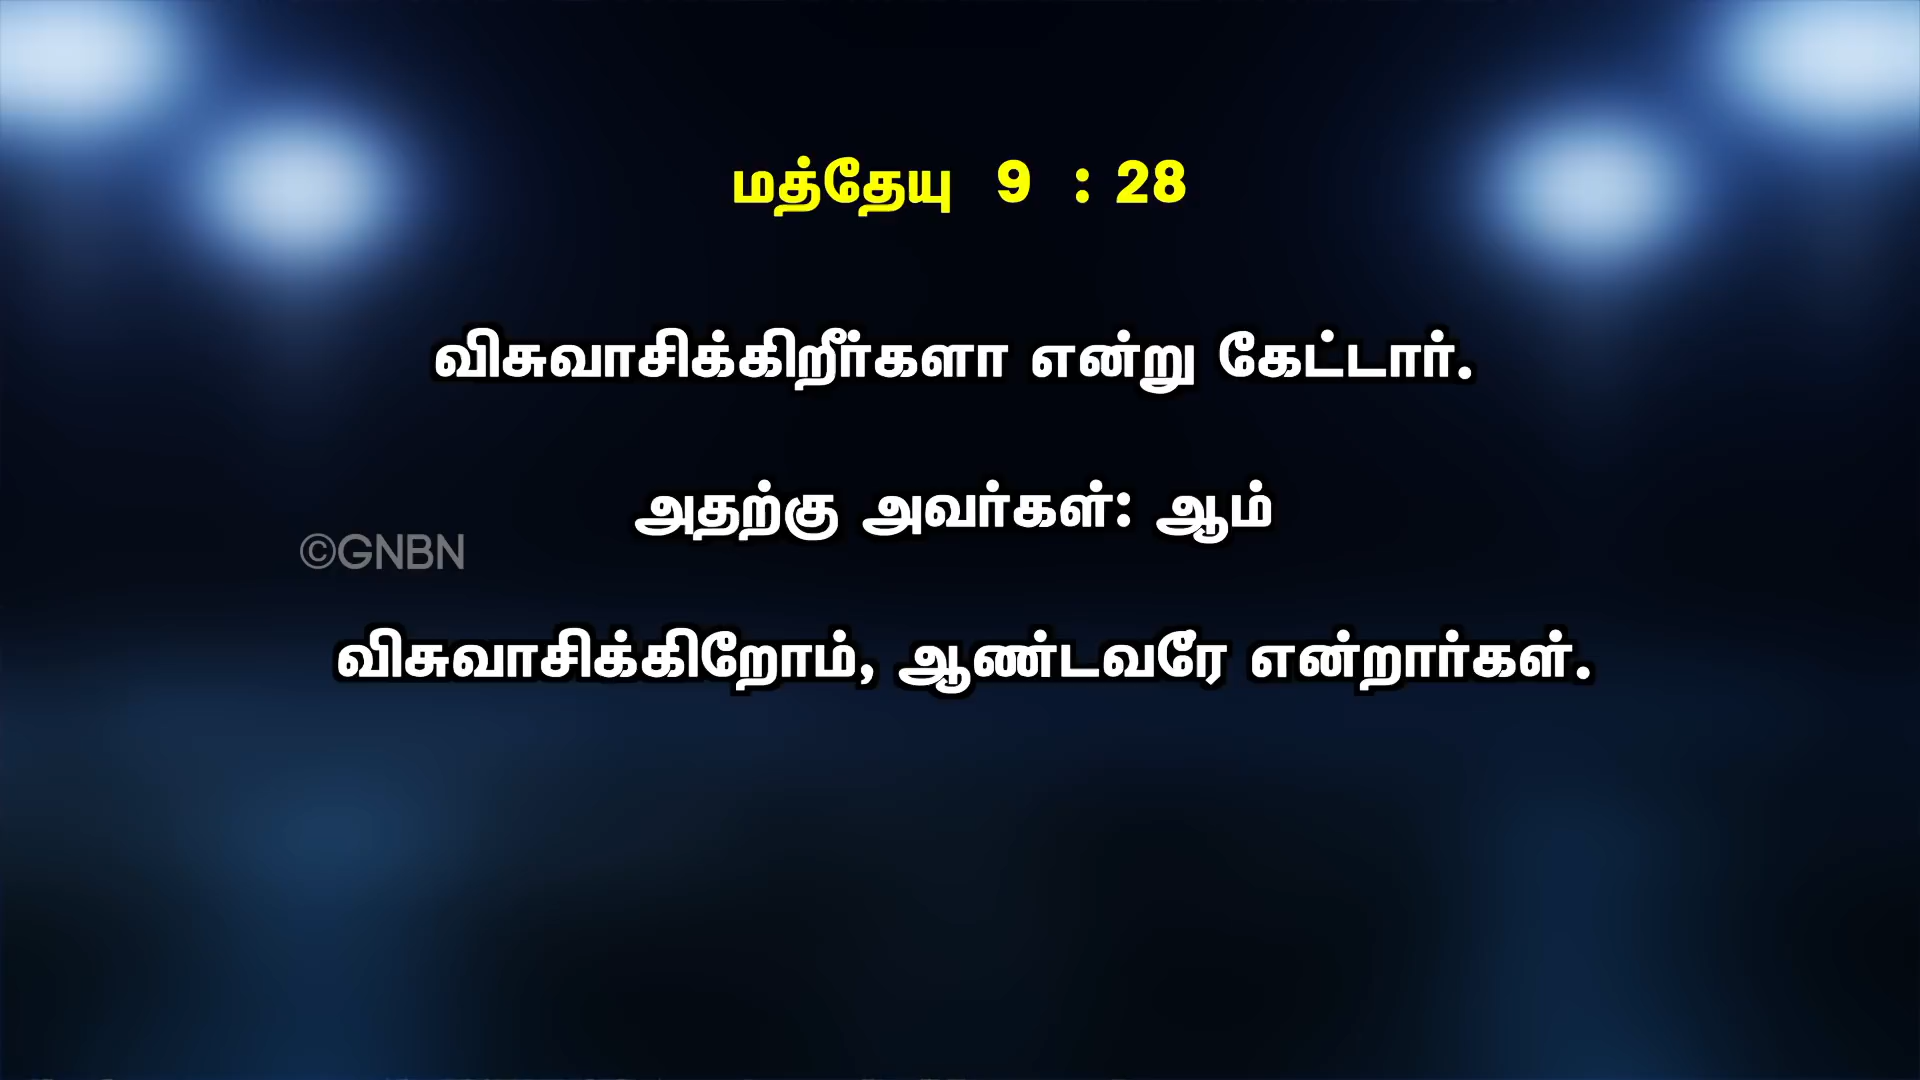 மத்தேயு 9 : 28
விசுவாசிக்கிறீர்களா என்று கேட்டார்.
அதற்கு அவர்கள்: ஆம்
©GNBN
விசுவாசிக்கிறோம், ஆண்டவரே என்றார்கள்.